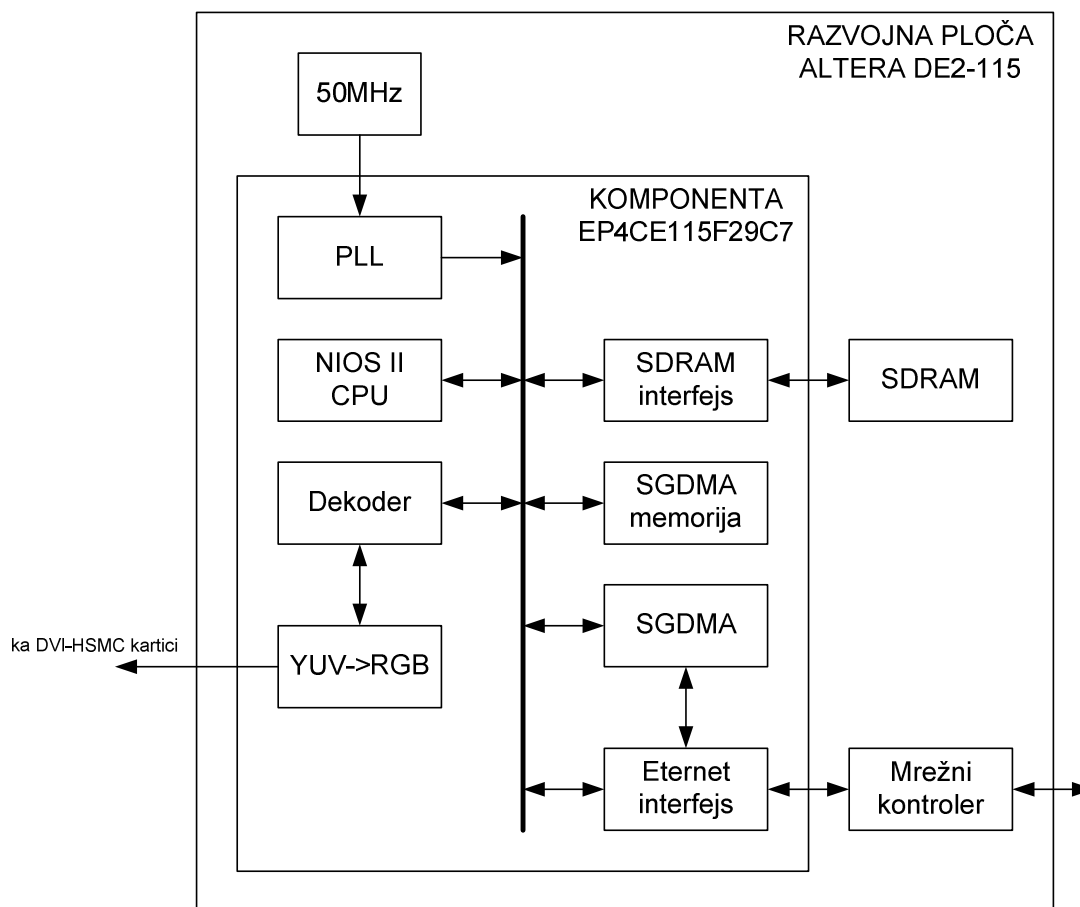 RAZVOJNA PLOČA
ALTERA DE2-115
50MHz
KOMPONENTA
EP4CE115F29C7
PLL
NIOS II
CPU
SDRAM
interfejs
SDRAM
Dekoder
SGDMA
memorija
SGDMA
ka DVI-HSMC kartici
YUV->RGB
Eternet
interfejs
Mrežni
kontroler